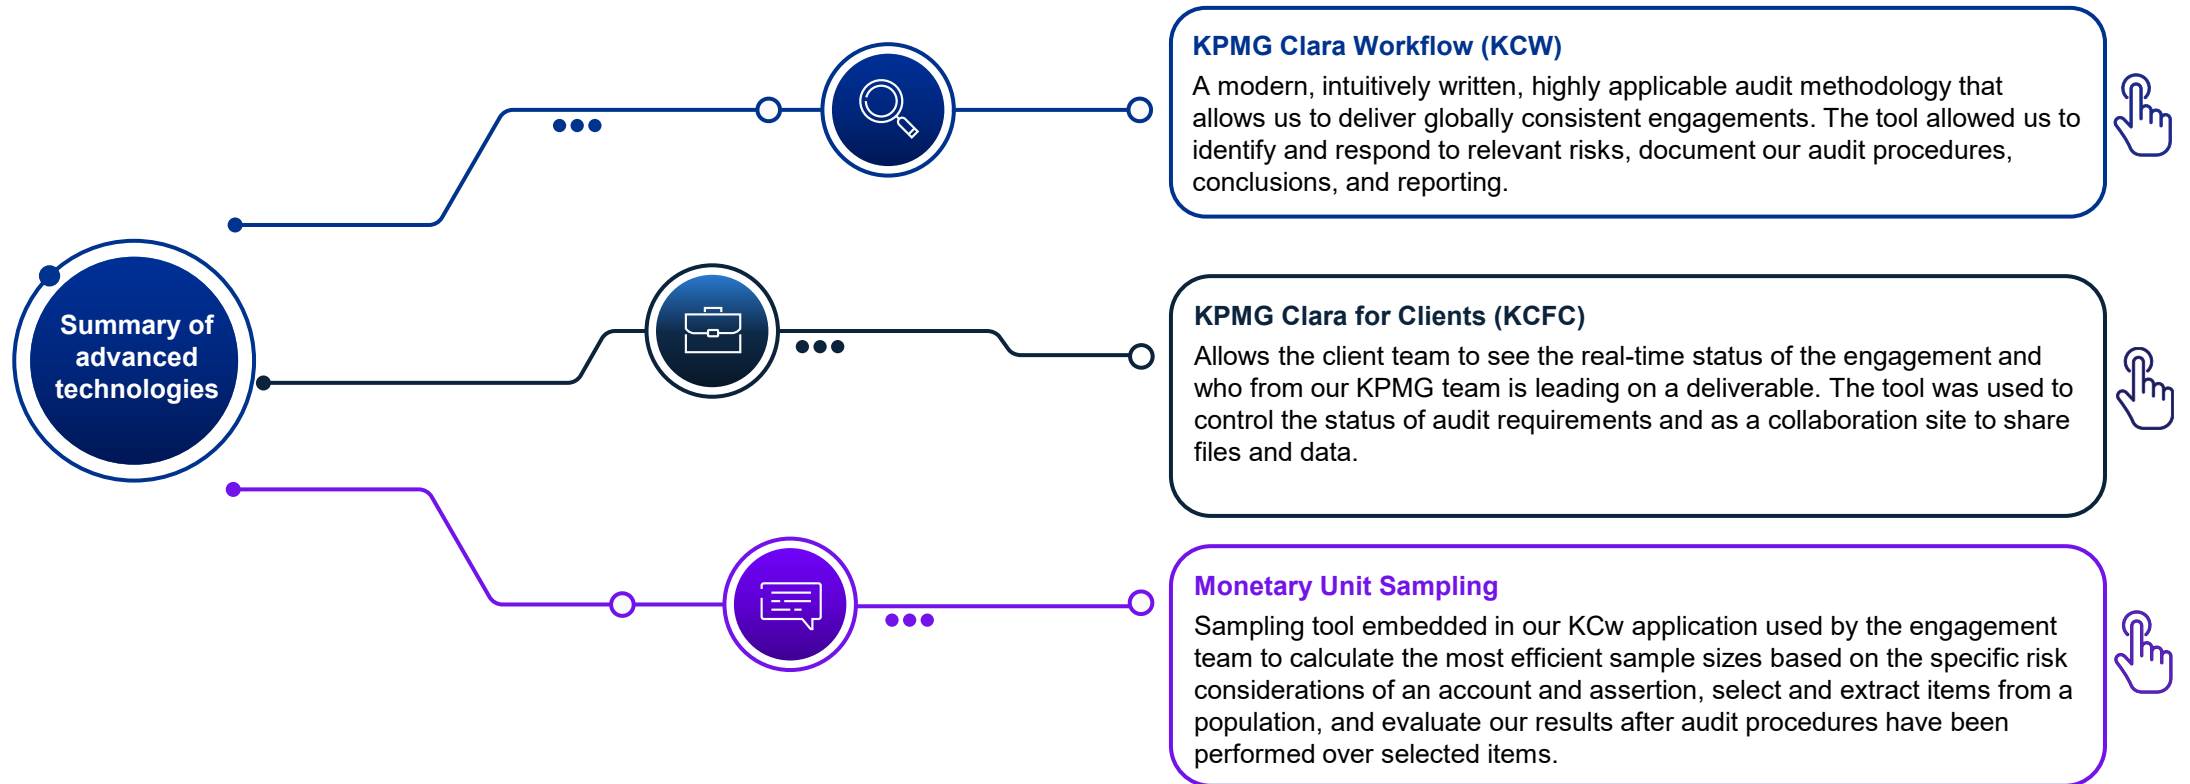 Summary of
advanced
technologies
KPMG Clara Workflow (KCW)
A modern, intuitively written, highly applicable audit methodology that
allows us to deliver globally consistent engagements. The tool allowed us to
identify and respond to relevant risks, document our audit procedures,
conclusions, and reporting.
KPMG Clara for Clients (KCFC)
Allows the client team to see the real-time status of the engagement and
who from our KPMG team is leading on a deliverable. The tool was used to
control the status of audit requirements and as a collaboration site to share
files and data.
Monetary Unit Sampling
Sampling tool embedded in our KCw application used by the engagement
team to calculate the most efficient sample sizes based on the specific risk
considerations of an account and assertion, select and extract items from a
population, and evaluate our results after audit procedures have been
performed over selected items.